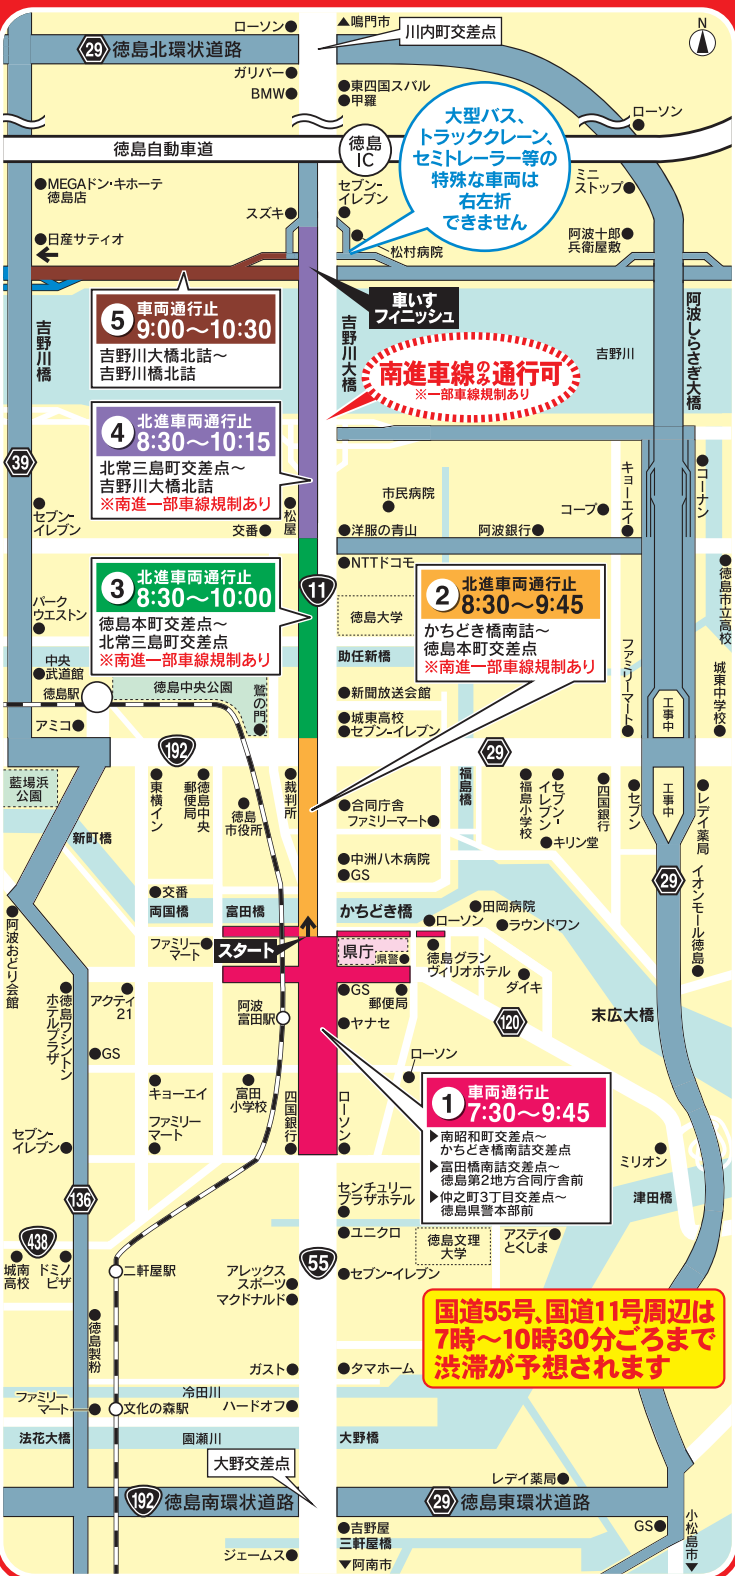 ローソン
▲鳴門市
川内町交差点
N
29 徳島北環状道路
ガリバー
BMW
東四国スバル
甲羅
大型バス、
トラッククレーン、
セミトレーラー等の
特殊な車両は
右左折
できません
ローソン
徳島自動車道
徳島
IC
MEGAドン・キホーテ
徳島店
セブン-
イレブン
ミニ
ストップ
スズキ
日産サティオ
松村病院
阿波十郎
兵衛屋敷
5 車両通行止
9:00〜10:30
吉野川大橋北詰〜
吉野川橋北詰
車いす
フィニッシュ
吉野川橋
吉野川大橋
吉野川
阿波しらさぎ大橋
南進車線のみ通行可
※一部車線規制あり
4 北進車両通行止
8:30〜10:15
北常三島町交差点〜
吉野川大橋北詰
※南進一部車線規制あり
39
セブン-
イレブン
松屋
交番
市民病院
洋服の青山
阿波銀行
コープ
キョーエイ
コーナン
NTTドコモ
3 北進車両通行止
8:30〜10:00
徳島本町交差点〜
北常三島町交差点
※南進一部車線規制あり
11
2 北進車両通行止
8:30〜9:45
かちどき橋南詰〜
徳島本町交差点
※南進一部車線規制あり
パーク
ウエストン
徳島大学
徳島市立高校
中央
武道館
助任新橋
ファミリーマート
城東中学校
徳島駅
徳島中央公園
鷲の門
新聞放送会館
城東高校
セブン-イレブン
アミコ
工事中
192
29
藍場浜
公園
東横イン
徳島中央
郵便局
徳島
市役所
裁判所
合同庁舎
ファミリーマート
福島橋
福島小学校
セブン-
イレブン
四国銀行
セブン
工事中
レデイ薬局
キリン堂
新町橋
中洲八木病院
GS
29
イオンモール徳島
交番
両国橋
富田橋
かちどき橋
田岡病院
ローソン
ラウンドワン
阿波おどり会館
ファミリー
マート
スタート
県庁
県警
徳島グラン
ヴィリオホテル
ダイキ
徳島ワシントン
ホテルプラザ
アクティ
21
阿波
富田駅
GS
郵便局
ヤナセ
120
末広大橋
GS
ローソン
キョーエイ
富田
小学校
四国銀行
ローソン
ファミリー
マート
1 車両通行止
7:30〜9:45
▶南昭和町交差点〜
かちどき橋南詰交差点
▶富田橋南詰交差点〜
徳島第2地方合同庁舎前
▶仲之町3丁目交差点〜
徳島県警本部前
セブン-
イレブン
ミリオン
136
センチュリー
プラザホテル
津田橋
438
ユニクロ
徳島文理
大学
アスティ
とくしま
城南
高校
ドミノ
ピザ
二軒屋駅
アレックス
スポーツ
55
セブン-イレブン
マクドナルド
徳島製粉
国道55号、国道11号周辺は
7時〜10時30分ごろまで
渋滞が予想されます
ガスト
タマホーム
ファミリー
マート
冷田川
文化の森駅
ハードオフ
法花大橋
園瀬川
大野橋
大野交差点
レデイ薬局
192 徳島南環状道路
29 徳島東環状道路
吉野屋
三軒屋橋
GS
小松島市▼
ジェームス
▼阿南市